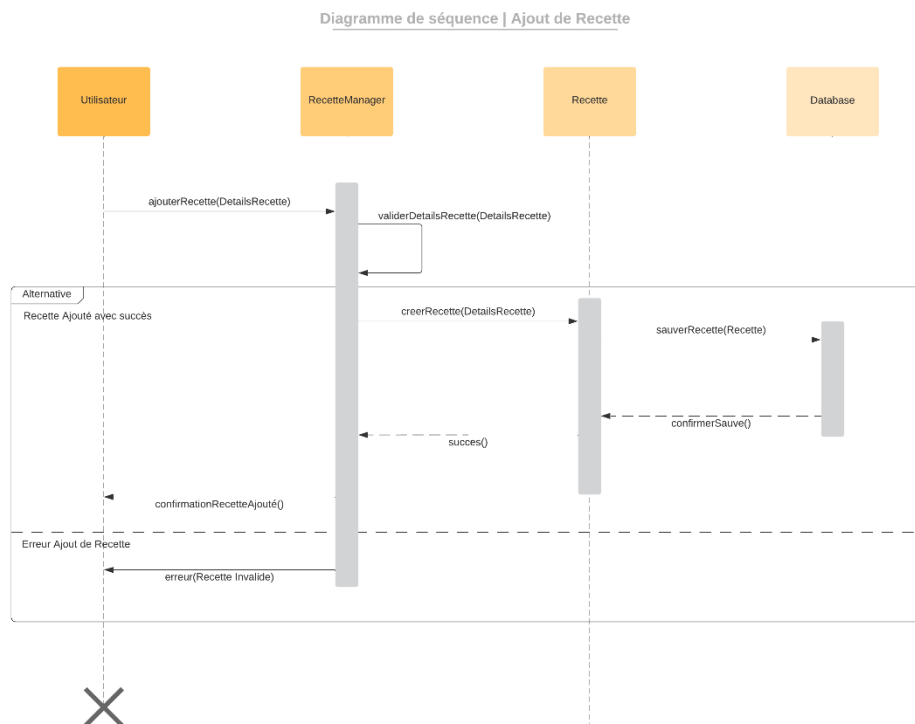 Diagramme de séquence | Ajout de Recette
Utilisateur
RecetteManager
Recette
Database
ajouterRecette(DetailsRecette)
validerDetailsRecette(DetailsRecette)
Alternative
Recette Ajouté avec succès
creerRecette(DetailsRecette)
sauverRecette(Recette)
confirmerSauve()
succes()
confirmationRecetteAjouté()
Erreur Ajout de Recette
erreur(Recette Invalide)